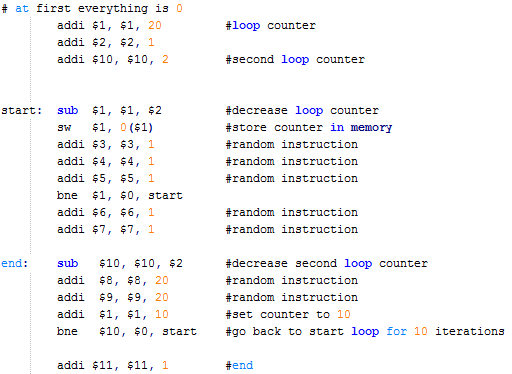 # at first everything is 0
addi $1, $1, 20 #loop counter
addi $2, $2, 1
addi $10, $10, 2 #second loop counter
start: sub $1, $1, $2 #decrease loop counter
sw $1, 0($1) #store counter in memory
addi $3, $3, 1 #random instruction
addi $4, $4, 1 #random instruction
addi $5, $5, 1 #random instruction
bne $1, $0, start
addi $6, $6, 1 #random instruction
addi $7, $7, 1 #random instruction
end: sub $10, $10, $2 #decrease second loop counter
addi $8, $8, 20 #random instruction
addi $9, $9, 20 #random instruction
addi $1, $1, 10 #set counter to 10
bne $10, $0, start #go back to start loop for 10 iterations
addi $11, $11, 1 #end